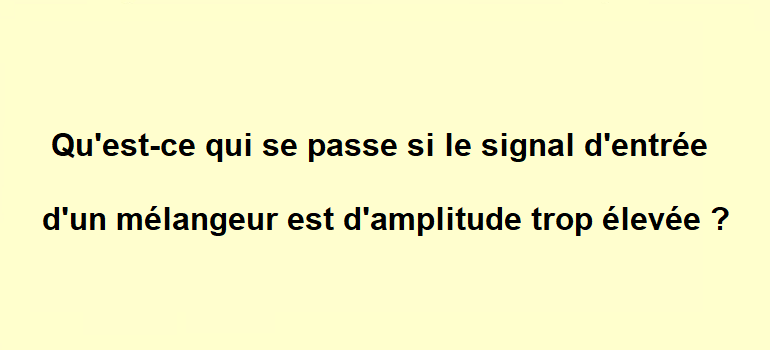 Qu'est-ce qui se passe si le signal d'entrée
d'un mélangeur est d'amplitude trop élevée ?